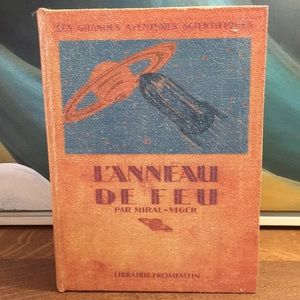 LES GRANDES AVENTURES SCIENTIFIQUES
L'ANNEAU
DE FEU
PAR MIRAL-VIGER
LIBRAIRIE FROMENTIN